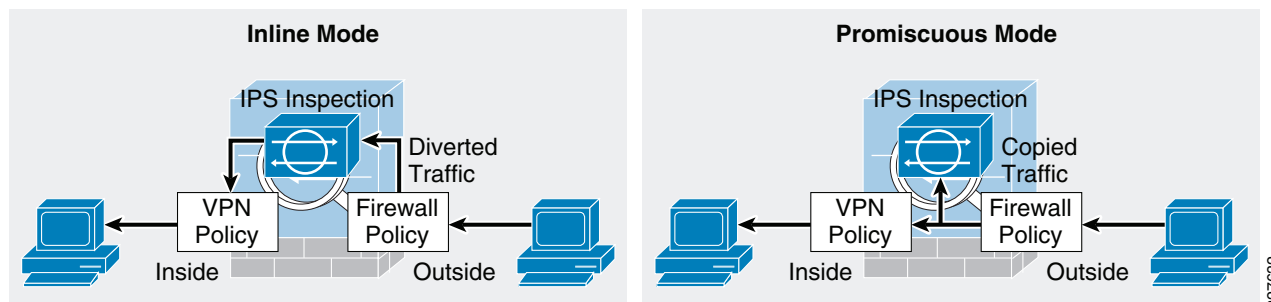 Inline Mode
IPS Inspection
Diverted
Traffic
VPN
Policy
Firewall
Policy
Inside
Outside
Promiscuous Mode
IPS Inspection
Copied
Traffic
VPN
Policy
Firewall
Policy
Inside
Outside